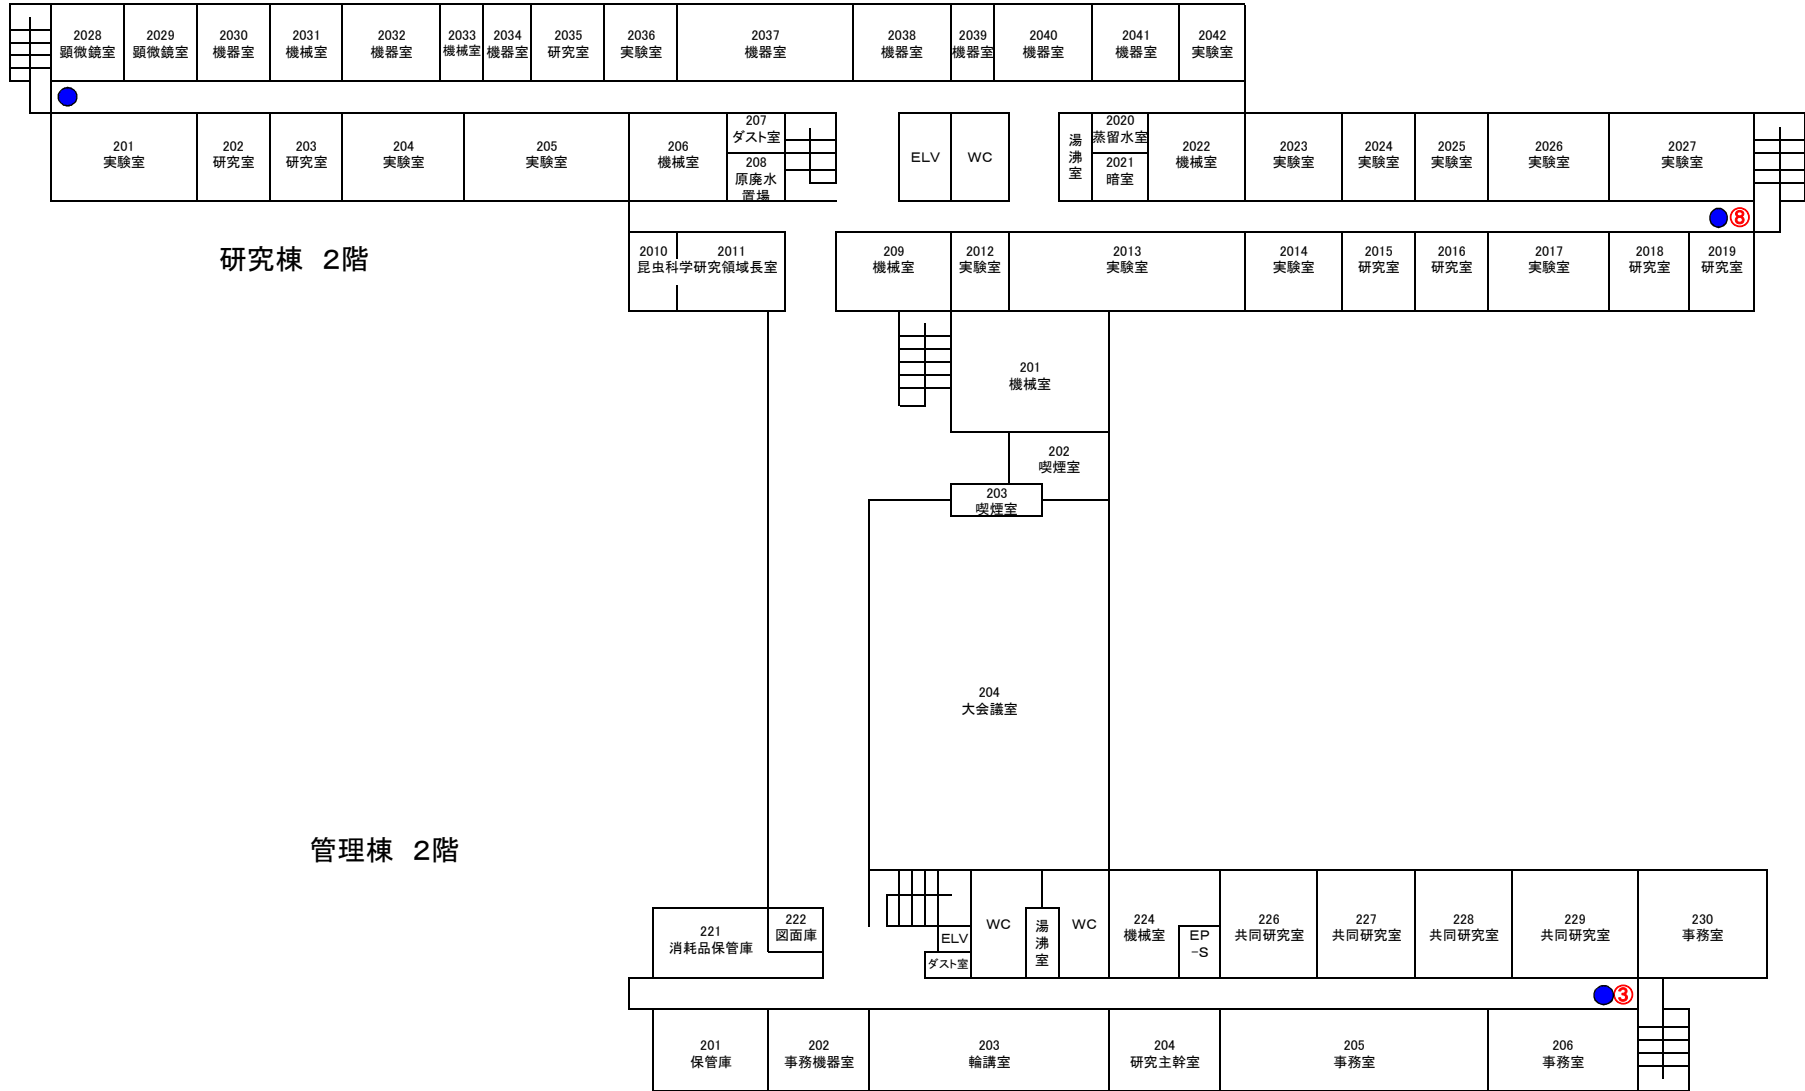 2028
顕微鏡室
2029
顕微鏡室
2030
機器室
2031
機械室
2032
機器室
2033
機械室
2034
機器室
2035
研究室
2036
実験室
2037
機器室
2038
機器室
2039
機器室
2040
機器室
2041
機器室
2042
実験室
201
実験室
202
研究室
203
研究室
204
実験室
205
実験室
206
機械室
207
ダスト室
208
原廃水
置場
ELV
WC
湯沸室
2020
蒸留水室
2021
暗室
2022
機械室
2023
実験室
2024
実験室
2025
実験室
2026
実験室
2027
実験室
⑧
研究棟 2階
2010
2011
昆虫科学研究領域長室
209
機械室
2012
実験室
2013
実験室
2014
実験室
2015
研究室
2016
研究室
2017
実験室
2018
研究室
2019
研究室
201
機械室
202
喫煙室
203
喫煙室
204
大会議室
管理棟 2階
221
消耗品保管庫
222
図面庫
ELV
ダスト室
WC
湯沸室
WC
224
機械室
EP
-S
226
共同研究室
227
共同研究室
228
共同研究室
229
共同研究室
230
事務室
③
201
保管庫
202
事務機器室
203
輪講室
204
研究主幹室
205
事務室
206
事務室